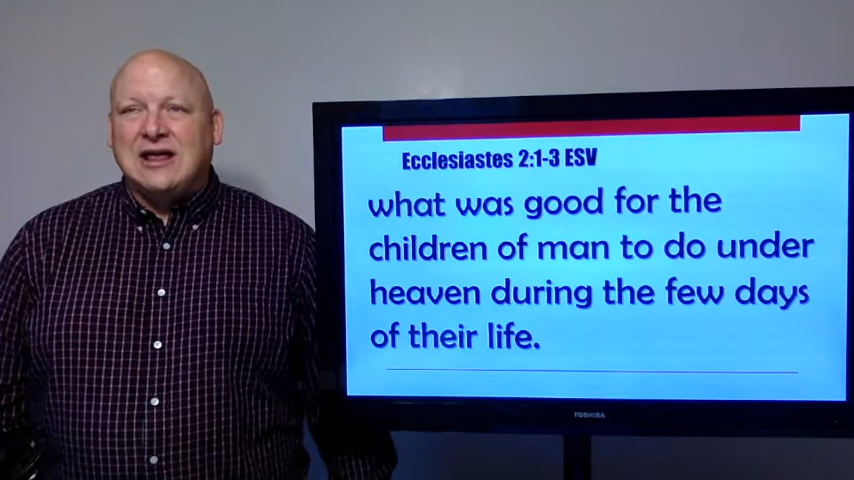 Ecclesiastes 2:1-3 ESV
what was good for the
children of man to do under
heaven during the few days
of their life.
TOSHIBA